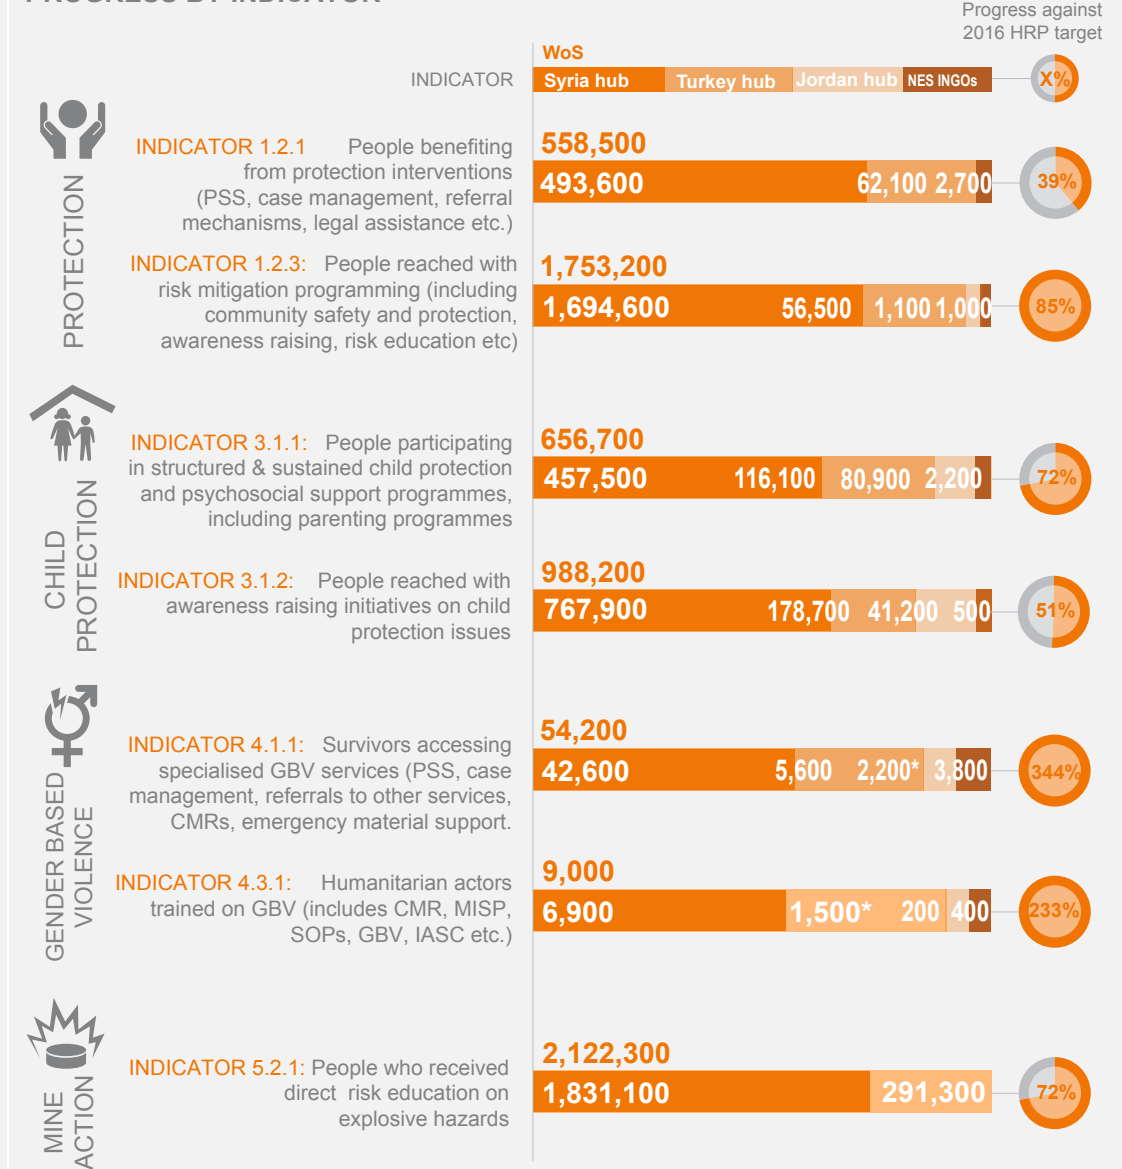 PROGRESS BY INDICATOR
Progress against
2016 HRP target
WoS
INDICATOR
Syria hub Turkey hub Jordan hub NES INGOs
X%
PROTECTION
INDICATOR 1.2.1 People benefiting
from protection interventions
(PSS, case management, referral
mechanisms, legal assistance etc.)
558,500
493,600 62,100 2,700
39%
INDICATOR 1.2.3: People reached with
risk mitigation programming (including
community safety and protection,
awareness raising, risk education etc)
1,753,200
1,694,600 56,500 1,100 1,000
85%
CHILD
PROTECTION
INDICATOR 3.1.1: People participating
in structured & sustained child protection
and psychosocial support programmes,
including parenting programmes
656,700
457,500 116,100 80,900 2,200
72%
INDICATOR 3.1.2: People reached with
awareness raising initiatives on child
protection issues
988,200
767,900 178,700 41,200 500
51%
GENDER BASED
VIOLENCE
INDICATOR 4.1.1: Survivors accessing
specialised GBV services (PSS, case
management, referrals to other services,
CMRs, emergency material support.
54,200
42,600 5,600 2,200* 3,800
344%
INDICATOR 4.3.1: Humanitarian actors
trained on GBV (includes CMR, MISP,
SOPs, GBV, IASC etc.)
9,000
6,900 1,500* 200 400
233%
MINE
ACTION
INDICATOR 5.2.1: People who received
direct risk education on
explosive hazards
2,122,300
1,831,100 291,300
72%